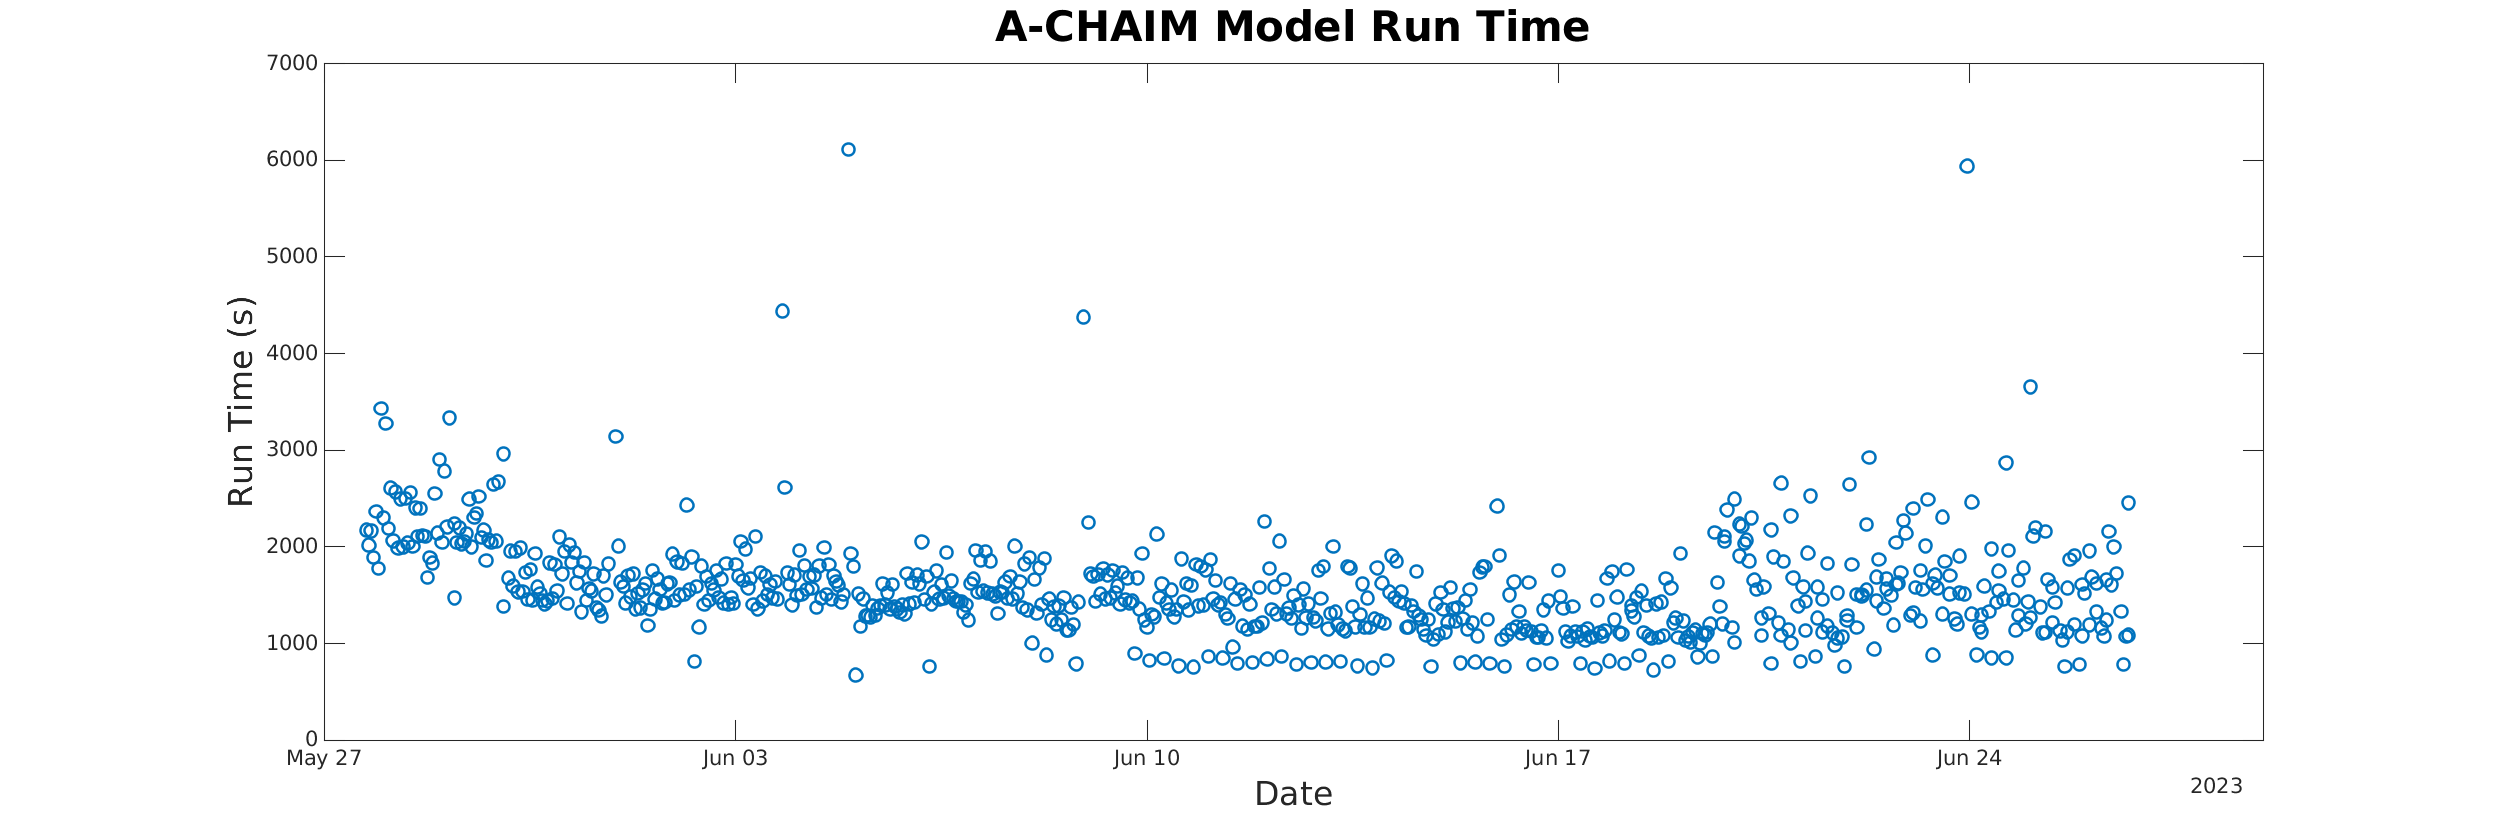 A-CHAIM Model Run Time
7000
6000
5000
4000
3000
2000
1000
0
Run Time (s)
May 27
Jun 03
Jun 10
Jun 17
Jun 24
Date
2023